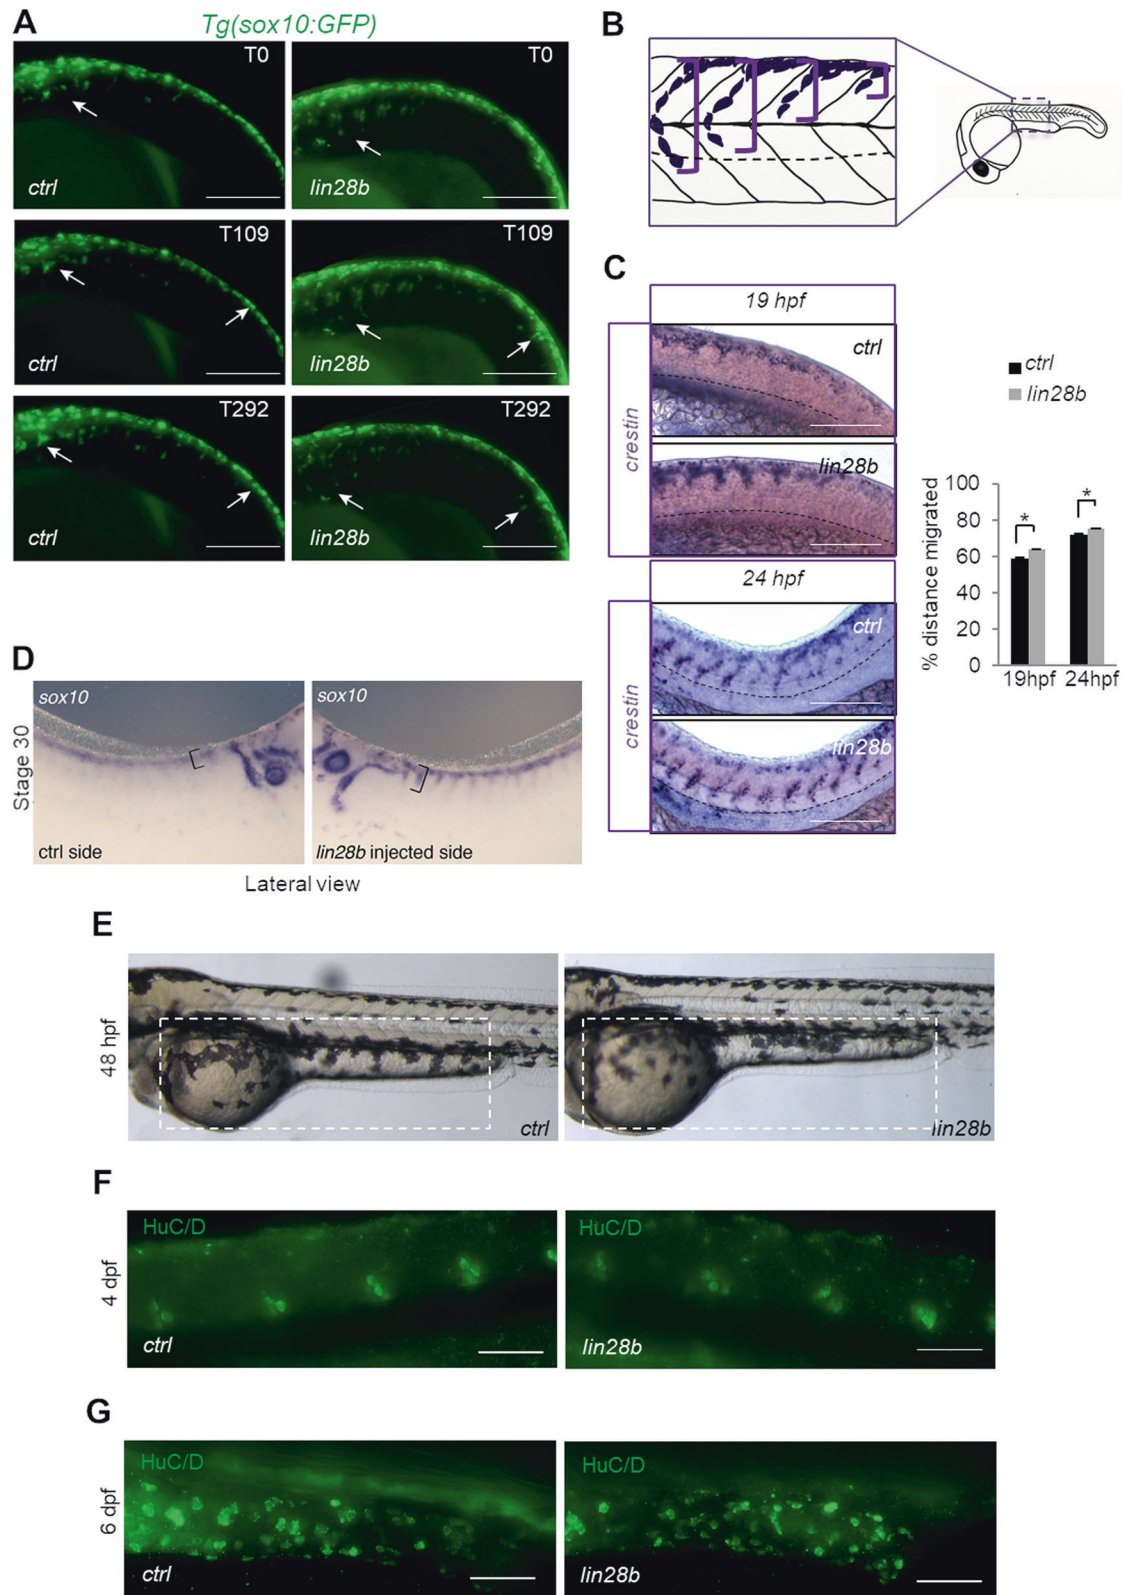 A
Tg(sox10:GFP)
T0
ctrl
T0
lin28b
T109
ctrl
T109
lin28b
T292
ctrl
T292
lin28b
B
C
19 hpf
crestin
ctrl
lin28b
24 hpf
crestin
ctrl
lin28b
ctrl
lin28b
% distance migrated
100
80
60
40
20
0
*
*
19hpf
24hpf
D
Stage 30
sox10
ctrl side
sox10
lin28b injected side
Lateral view
E
48 hpf
ctrl
lin28b
F
4 dpf
HuC/D
ctrl
HuC/D
lin28b
G
6 dpf
HuC/D
ctrl
HuC/D
lin28b